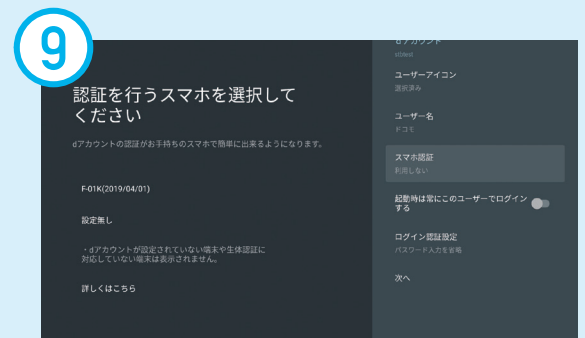 9
認証を行うスマホを選択して
ください
dアカウントの認証がお手持ちのスマホで簡単に出来るようになります。
F-01K(2019/04/01)
設定無し
・dアカウントが設定されていない端末や生体認証に
対応していない端末は表示されません。
詳しくはこちら
dアカウント
ユーザーアイコン
選択済み
ユーザー名
ドコモ
スマホ認証
利用しない
起動時は常にこのユーザーでログイン
する
ログイン認証設定
パスワード入力を省略
次へ